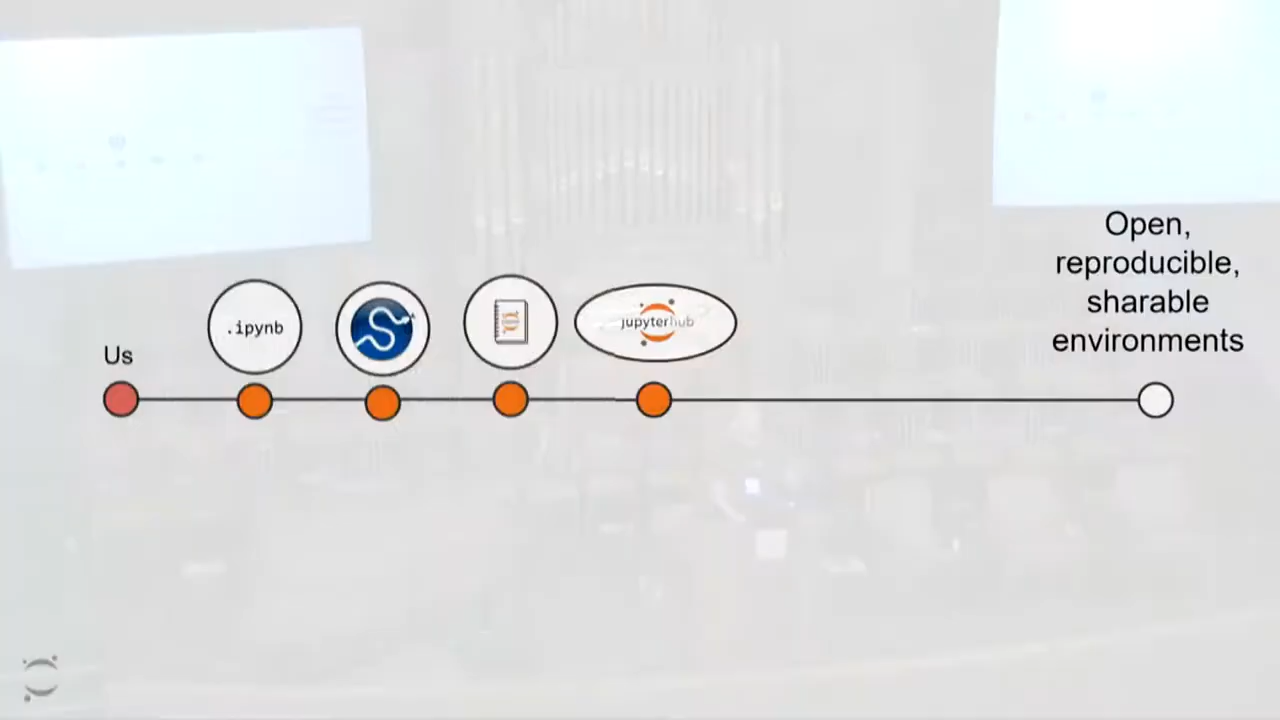 Us
.ipynb
jupyterhub
Open,
reproducible,
sharable
environments